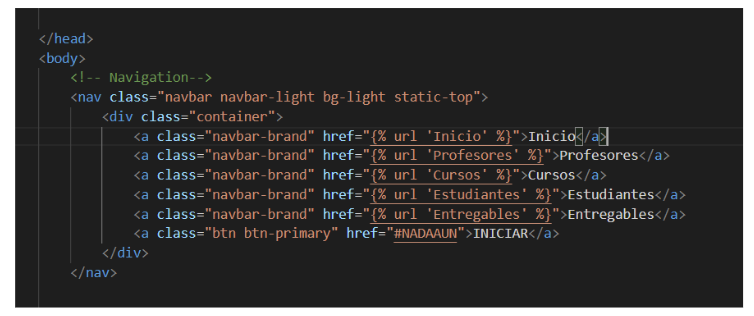 </head>
<body>
<!-- Navigation-->
<nav class="navbar navbar-light bg-light static-top">
<div class="container">
<a class="navbar-brand" href="{% url 'Inicio' %}">Inicio</a>
<a class="navbar-brand" href="{% url 'Profesores' %}">Profesores</a>
<a class="navbar-brand" href="{% url 'Cursos' %}">Cursos</a>
<a class="navbar-brand" href="{% url 'Estudiantes' %}">Estudiantes</a>
<a class="navbar-brand" href="{% url 'Entregables' %}">Entregables</a>
<a class="btn btn-primary" href="#NADAAUN">INICIAR</a>
</div>
</nav>